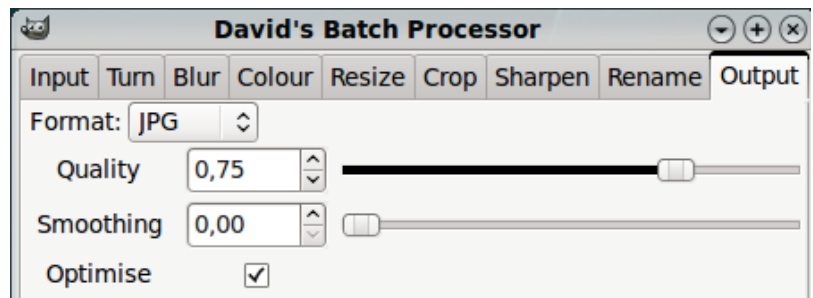 David's Batch Processor
Input Turn Blur Colour Resize Crop Sharpen Rename Output
Format: JPG
Quality 0,75
Smoothing 0,00
Optimise